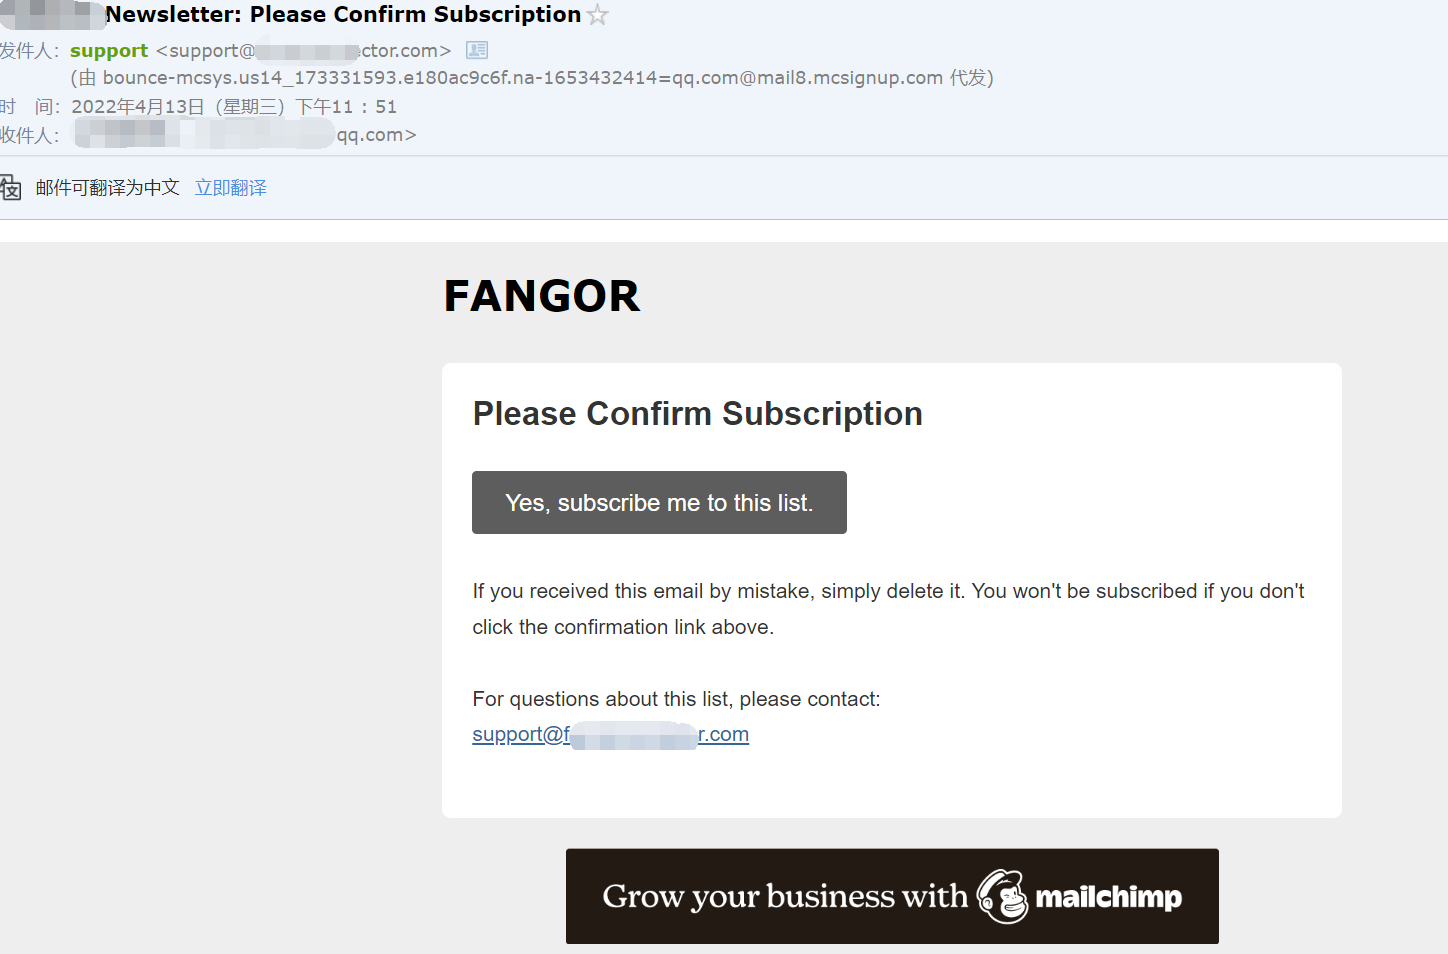 Newsletter: Please Confirm Subscription
发件人： support <support@ctor.com>
(由 bounce-mcsys.us14_173331593.e180ac9c6f.na-1653432414=qq.com@mail8.mcsignup.com 代发)
时 间： 2022年4月13日（星期三）下午11：51
收件人： qq.com>
邮件可翻译为中文 立即翻译
FANGOR
Please Confirm Subscription
Yes, subscribe me to this list.
If you received this email by mistake, simply delete it. You won't be subscribed if you don't
click the confirmation link above.
For questions about this list, please contact:
support@f r.com
Grow your business with mailchimp